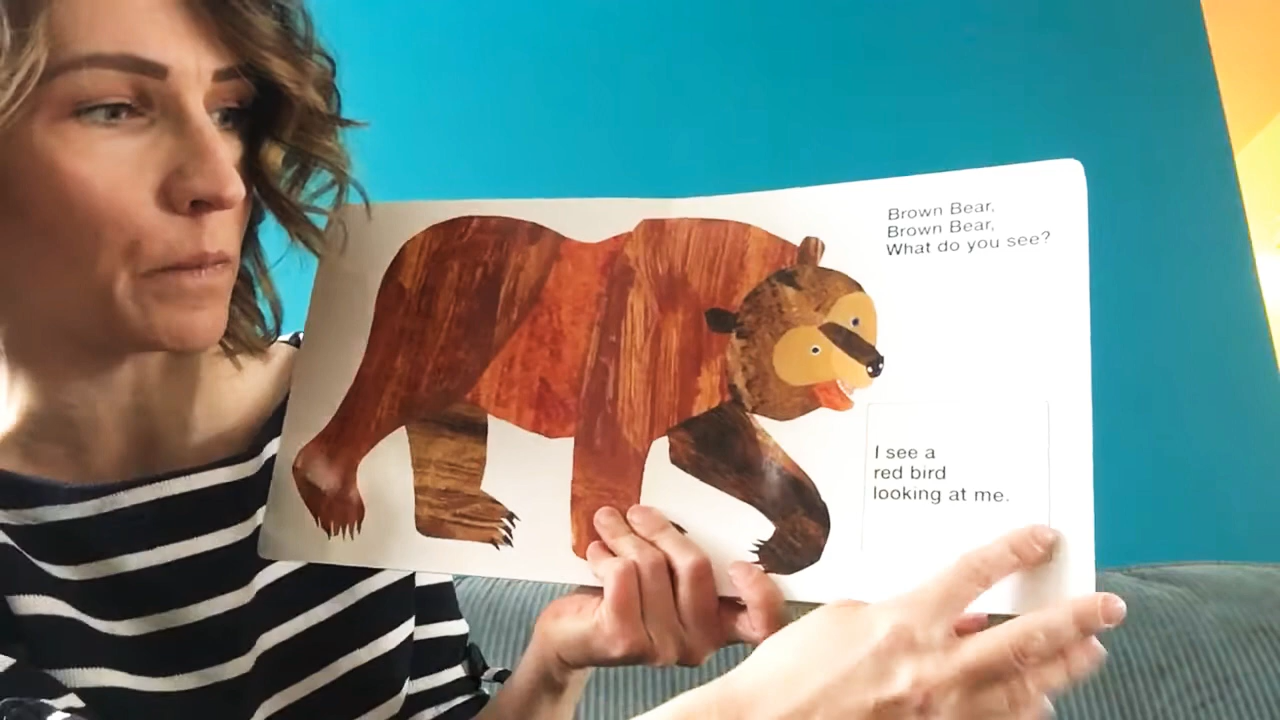 Brown Bear,
Brown Bear,
What do you see?
I see a
red bird
looking at me.